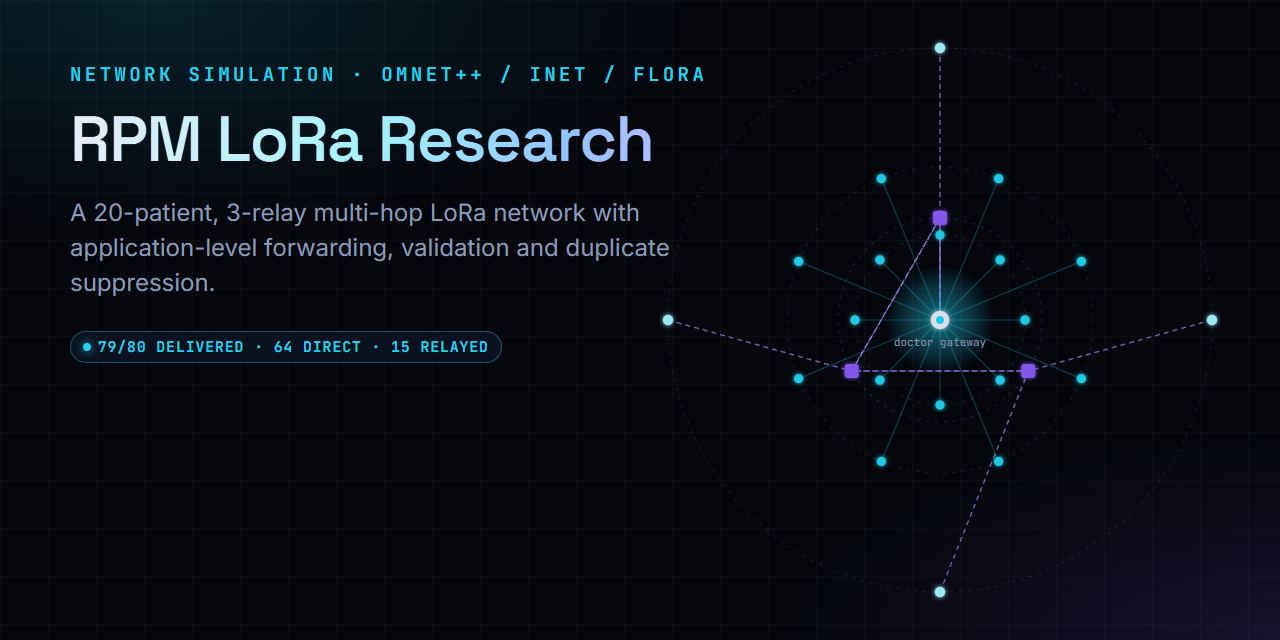 NETWORK SIMULATION · OMNET++ / INET / FLORA
RPM LoRa Research
A 20-patient, 3-relay multi-hop LoRa network with
application-level forwarding, validation and duplicate
suppression.
79/80 DELIVERED · 64 DIRECT · 15 RELAYED
doctor gateway